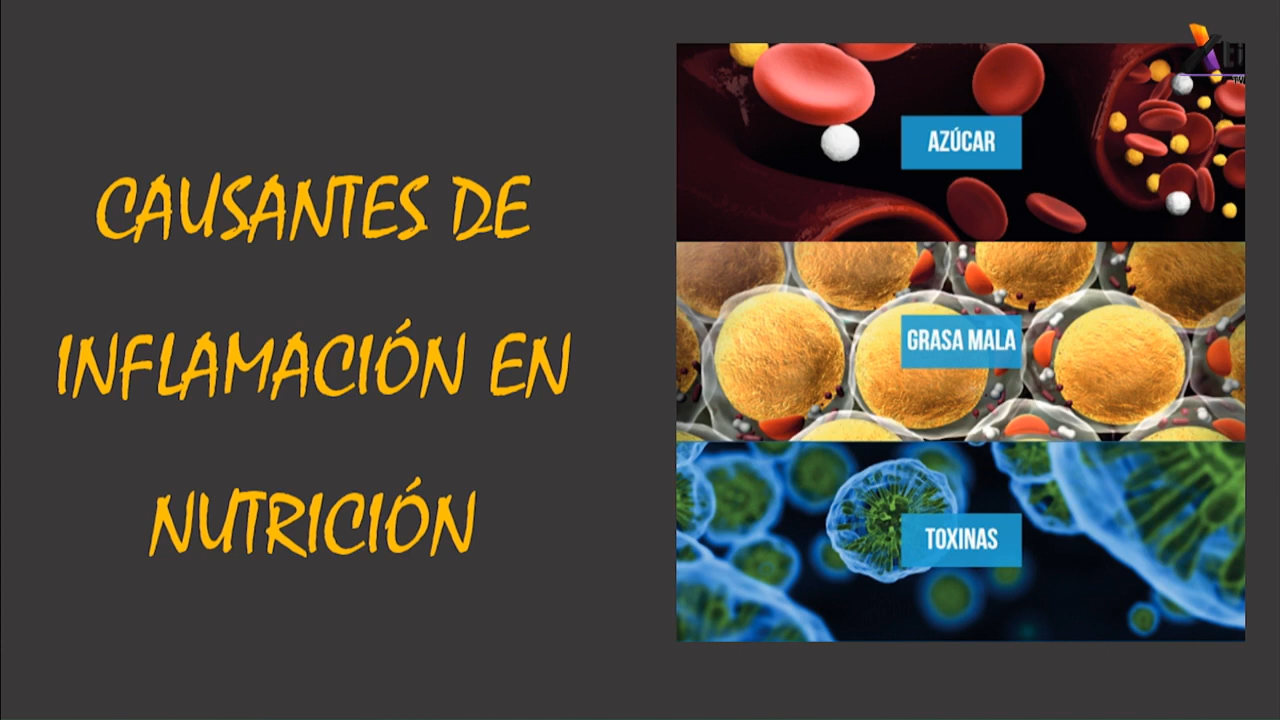 CAUSANTES DE
INFLAMACIÓN EN
NUTRICIÓN
AZÚCAR
GRASA MALA
TOXINAS